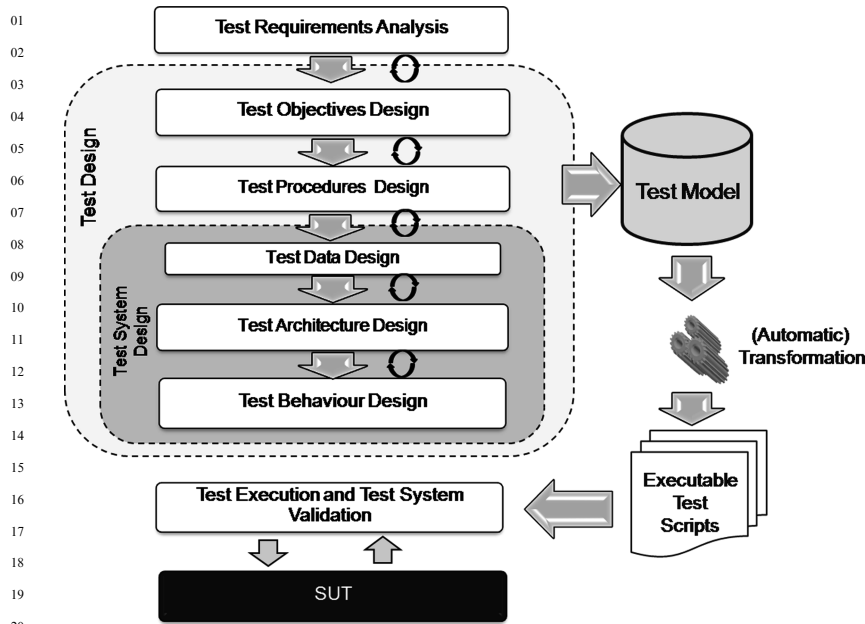 01
02
03
04
05
06
07
08
09
10
11
12
13
14
15
16
17
18
19
Test Requirements Analysis
Test Design
Test Objectives Design
Test Procedures Design
Test System
Design
Test Data Design
Test Architecture Design
Test Behaviour Design
Test Model
(Automatic)
Transformation
Executable
Test
Scripts
Test Execution and Test System
Validation
SUT